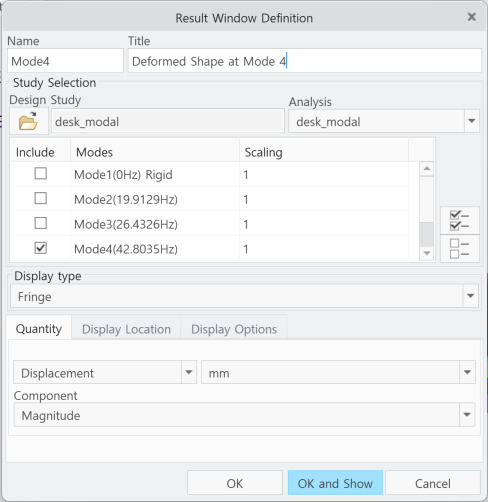 Result Window Definition
Name Title
Mode4 Deformed Shape at Mode 4
Study Selection
Design Study Analysis
desk_modal desk_modal
Include Modes Scaling
Mode1(0Hz) Rigid 1
Mode2(19.9129Hz) 1
Mode3(26.4326Hz) 1
Mode4(42.8035Hz) 1
Display type
Fringe
Quantity Display Location Display Options
Displacement mm
Component
Magnitude
OK OK and Show Cancel